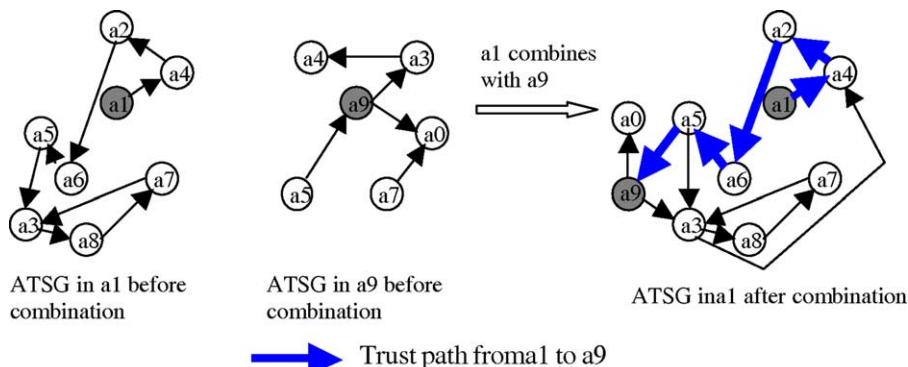 a2
a4
a1
a5
a6
a7
a3
a8
ATSG in a1 before
combination
a4
a3
a9
a0
a5
a7
ATSG in a9 before
combination
a1 combines
with a9
a2
a4
a1
a0
a5
a6
a7
a9
a3
a8
ATSG ina1 after combination
Trust path froma1 to a9